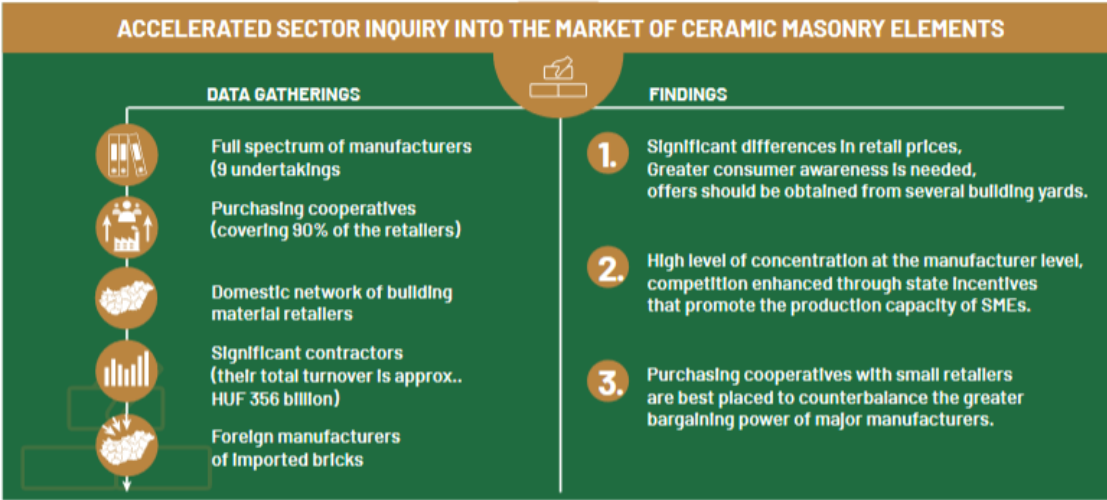 ACCELERATED SECTOR INQUIRY INTO THE MARKET OF CERAMIC MASONRY ELEMENTS
DATA GATHERINGS
Full spectrum of manufacturers
(9 undertakings
Purchasing cooperatives
(covering 90% of the retailers)
Domestic network of building
material retailers
Significant contractors
(their total turnover is approx..
HUF 356 billion)
Foreign manufacturers
of imported bricks
FINDINGS
1.
Significant differences in retail prices,
Greater consumer awareness is needed,
offers should be obtained from several building yards.
2.
High level of concentration at the manufacturer level,
competition enhanced through state incentives
that promote the production capacity of SMEs.
3.
Purchasing cooperatives with small retailers
are best placed to counterbalance the greater
bargaining power of major manufacturers.